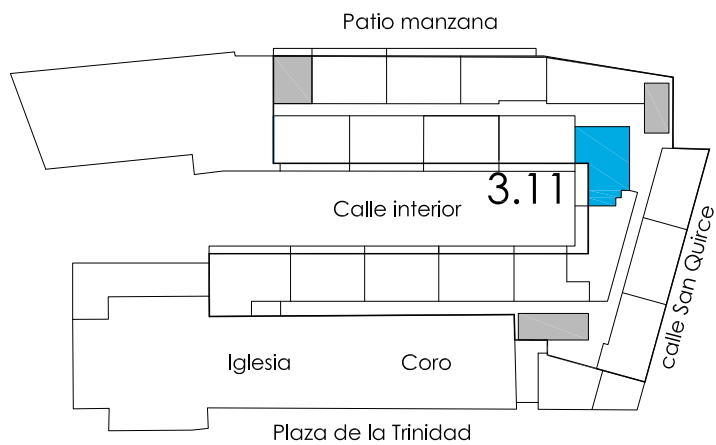 Patio manzana
3.11
Calle interior
calle San Quirce
Iglesia
Coro
Plaza de la Trinidad